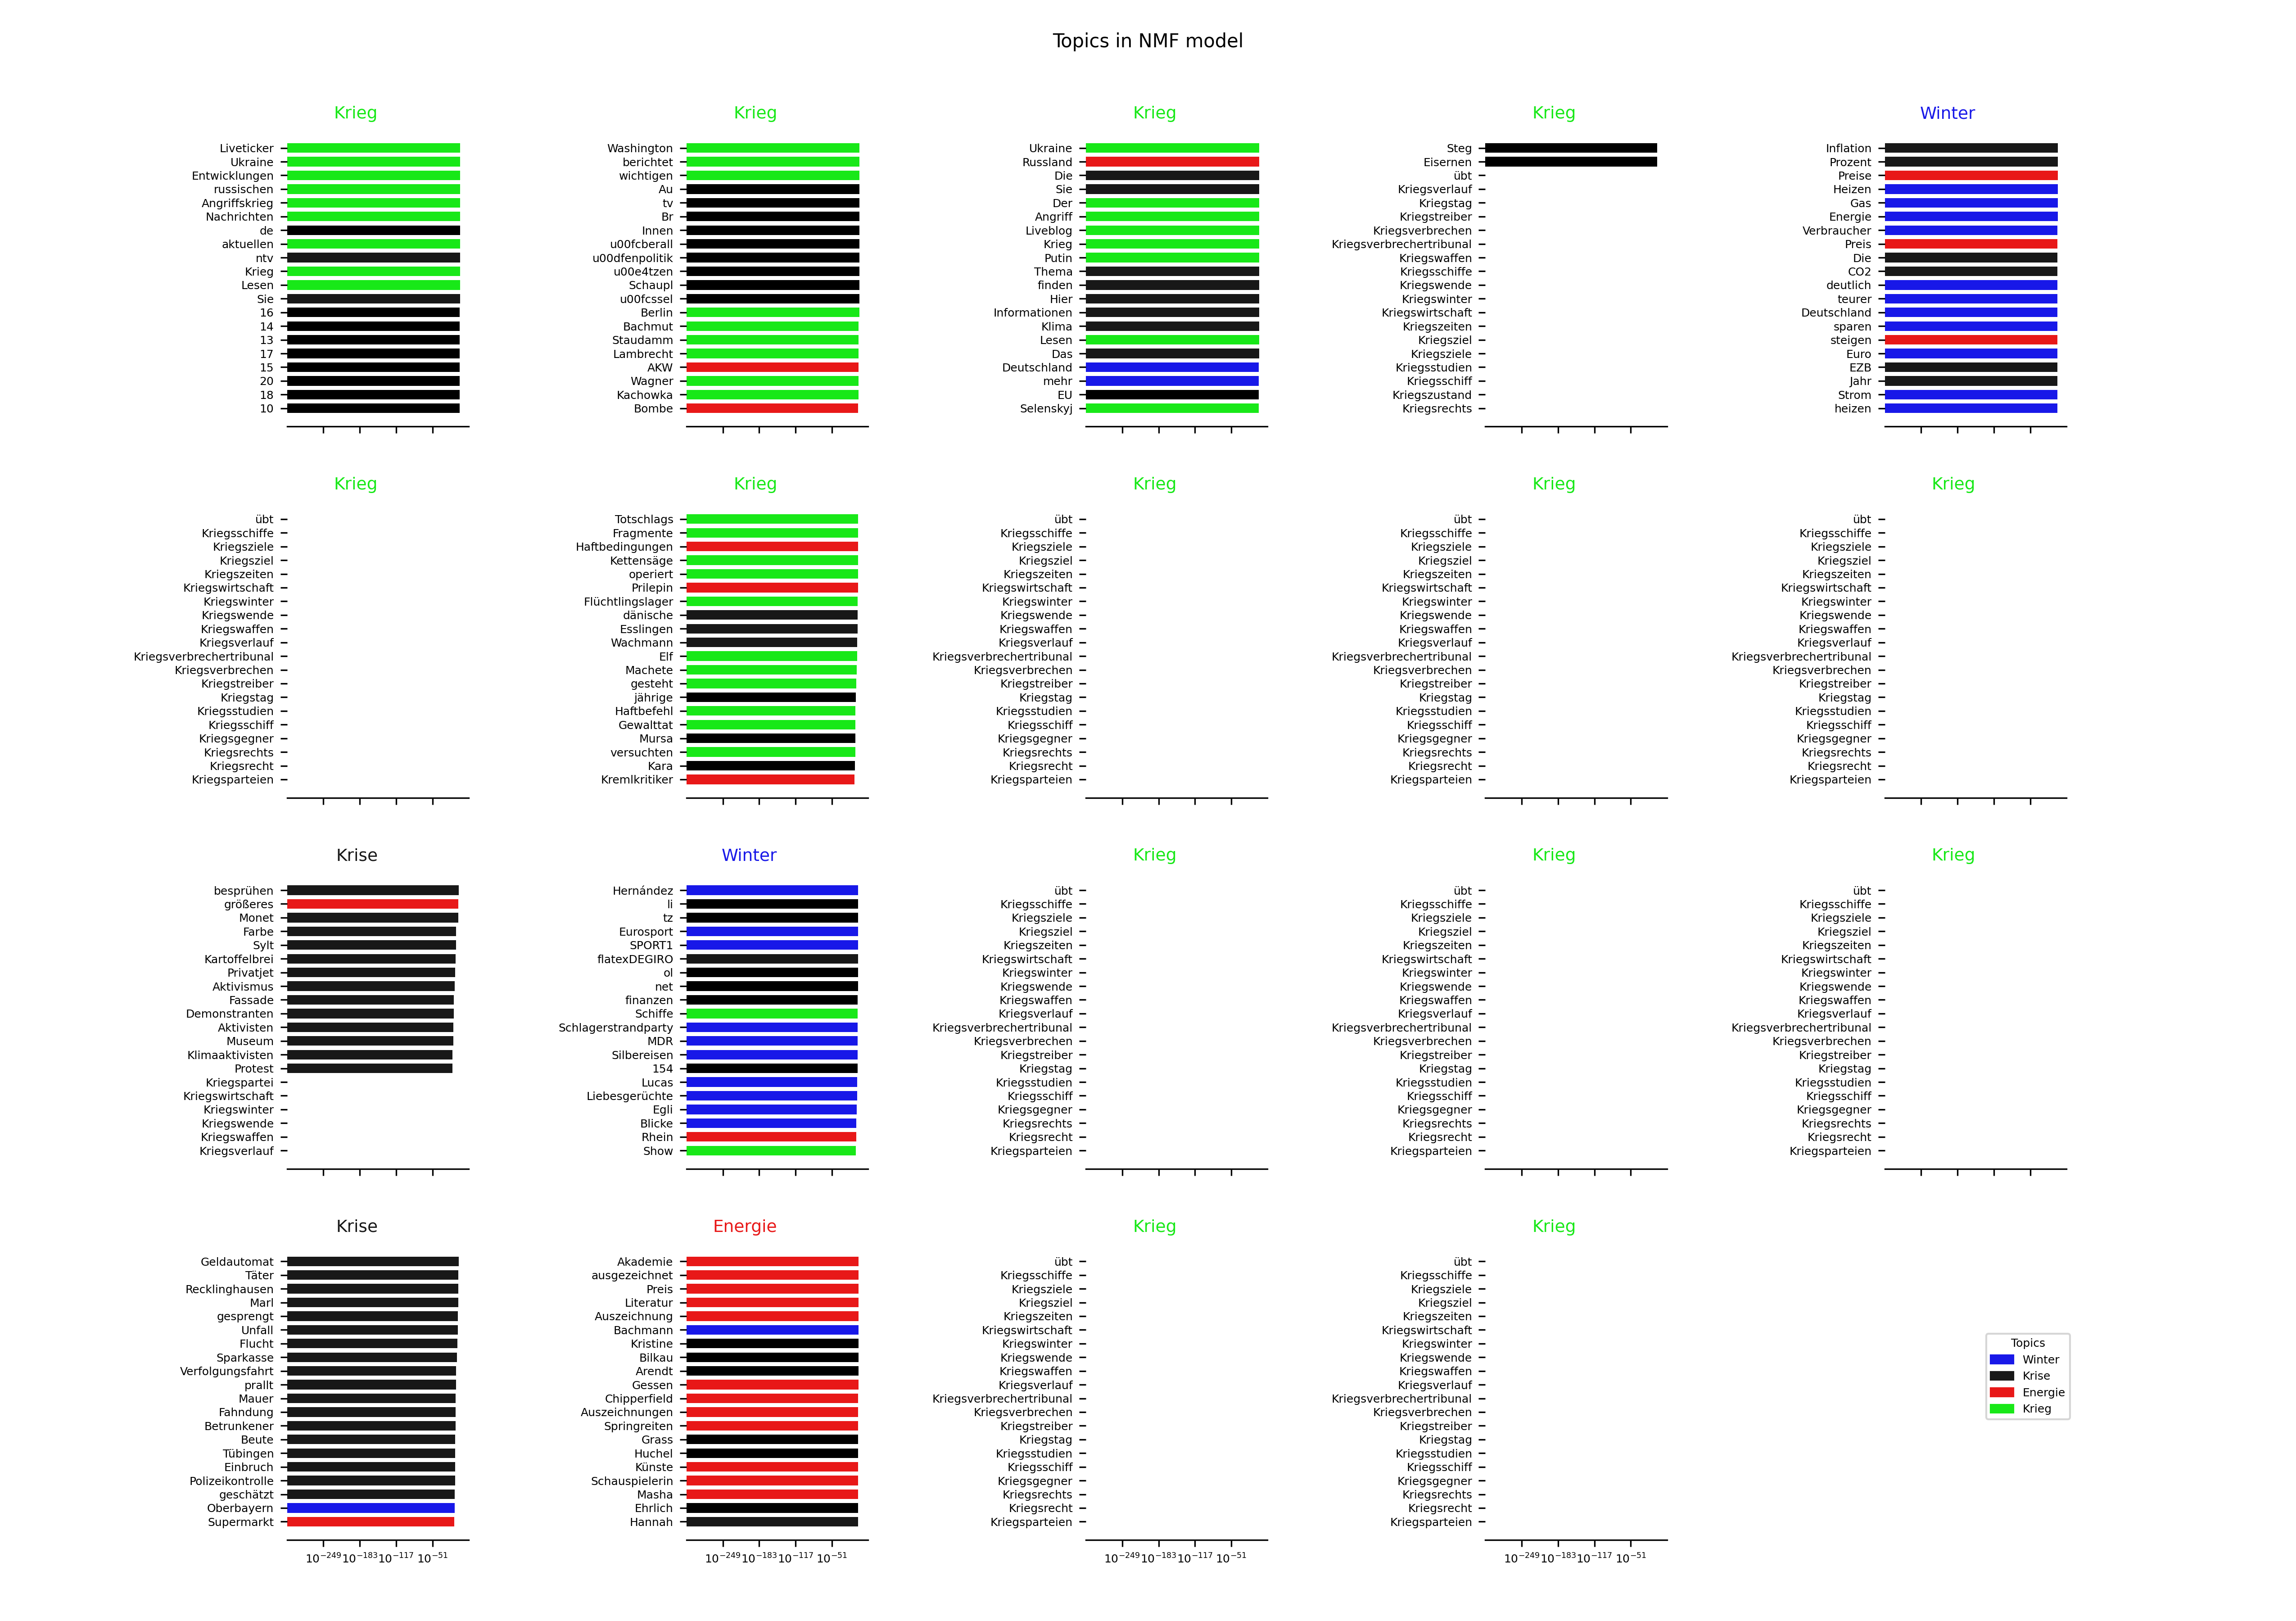 Topics in NMF model
Krieg
Liveticker
Ukraine
Entwicklungen
russischen
Angriffskrieg
Nachrichten
de
aktuellen
ntv
Krieg
Lesen
Sie
16
14
13
17
15
20
18
10
Krieg
Washington
berichtet
wichtigen
Au
tv
Br
Innen
u00fcberall
u00dfenpolitik
u00e4tzen
Schaupl
u00fcssel
Berlin
Bachmut
Staudamm
Lambrecht
AKW
Wagner
Kachowka
Bombe
Krieg
Ukraine
Russland
Die
Sie
Der
Angriff
Liveblog
Krieg
Putin
Thema
finden
Hier
Informationen
Klima
Lesen
Das
Deutschland
mehr
EU
Selenskyj
Krieg
Steg
Eisernen
übt
Kriegsverlauf
Kriegstag
Kriegstreiber
Kriegsverbrechen
Kriegsverbrechertribunal
Kriegswaffen
Kriegsschiffe
Kriegswende
Kriegswinter
Kriegswirtschaft
Kriegszeiten
Kriegsziel
Kriegsziele
Kriegsstudien
Kriegsschiff
Kriegszustand
Kriegsrechts
Winter
Inflation
Prozent
Preise
Heizen
Gas
Energie
Verbraucher
Preis
Die
CO2
deutlich
teurer
Deutschland
sparen
steigen
Euro
EZB
Jahr
Strom
heizen
Krieg
übt
Kriegsschiffe
Kriegsziele
Kriegsziel
Kriegszeiten
Kriegswirtschaft
Kriegswinter
Kriegswende
Kriegswaffen
Kriegsverlauf
Kriegsverbrechertribunal
Kriegsverbrechen
Kriegstreiber
Kriegstag
Kriegsstudien
Kriegsschiff
Kriegsgegner
Kriegsrechts
Kriegsrecht
Kriegsparteien
Krieg
Totschlags
Fragmente
Haftbedingungen
Kettensäge
operiert
Prilepin
Flüchtlingslager
dänische
Esslingen
Wachmann
Elf
Machete
gesteht
jährige
Haftbefehl
Gewalttat
Mursa
versuchten
Kara
Kremlkritiker
Krieg
übt
Kriegsschiffe
Kriegsziele
Kriegsziel
Kriegszeiten
Kriegswirtschaft
Kriegswinter
Kriegswende
Kriegswaffen
Kriegsverlauf
Kriegsverbrechertribunal
Kriegsverbrechen
Kriegstreiber
Kriegstag
Kriegsstudien
Kriegsschiff
Kriegsgegner
Kriegsrechts
Kriegsrecht
Kriegsparteien
Krieg
übt
Kriegsschiffe
Kriegsziele
Kriegsziel
Kriegszeiten
Kriegswirtschaft
Kriegswinter
Kriegswende
Kriegswaffen
Kriegsverlauf
Kriegsverbrechertribunal
Kriegsverbrechen
Kriegstreiber
Kriegstag
Kriegsstudien
Kriegsschiff
Kriegsgegner
Kriegsrechts
Kriegsrecht
Kriegsparteien
Krieg
übt
Kriegsschiffe
Kriegsziele
Kriegsziel
Kriegszeiten
Kriegswirtschaft
Kriegswinter
Kriegswende
Kriegswaffen
Kriegsverlauf
Kriegsverbrechertribunal
Kriegsverbrechen
Kriegstreiber
Kriegstag
Kriegsstudien
Kriegsschiff
Kriegsgegner
Kriegsrechts
Kriegsrecht
Kriegsparteien
Krise
besprühen
größeres
Monet
Farbe
Sylt
Kartoffelbrei
Privatjet
Aktivismus
Fassade
Demonstranten
Aktivisten
Museum
Klimaaktivisten
Protest
Kriegspartei
Kriegswirtschaft
Kriegswinter
Kriegswende
Kriegswaffen
Kriegsverlauf
Winter
Hernández
li
tz
Eurosport
SPORT1
flatexDEGIRO
ol
net
finanzen
Schiffe
Schlagerstrandparty
MDR
Silbereisen
154
Lucas
Liebesgerüchte
Egli
Blicke
Rhein
Show
Krieg
übt
Kriegsschiffe
Kriegsziele
Kriegsziel
Kriegszeiten
Kriegswirtschaft
Kriegswinter
Kriegswende
Kriegswaffen
Kriegsverlauf
Kriegsverbrechertribunal
Kriegsverbrechen
Kriegstreiber
Kriegstag
Kriegsstudien
Kriegsschiff
Kriegsgegner
Kriegsrechts
Kriegsrecht
Kriegsparteien
Krieg
übt
Kriegsschiffe
Kriegsziele
Kriegsziel
Kriegszeiten
Kriegswirtschaft
Kriegswinter
Kriegswende
Kriegswaffen
Kriegsverlauf
Kriegsverbrechertribunal
Kriegsverbrechen
Kriegstreiber
Kriegstag
Kriegsstudien
Kriegsschiff
Kriegsgegner
Kriegsrechts
Kriegsrecht
Kriegsparteien
Krieg
übt
Kriegsschiffe
Kriegsziele
Kriegsziel
Kriegszeiten
Kriegswirtschaft
Kriegswinter
Kriegswende
Kriegswaffen
Kriegsverlauf
Kriegsverbrechertribunal
Kriegsverbrechen
Kriegstreiber
Kriegstag
Kriegsstudien
Kriegsschiff
Kriegsgegner
Kriegsrechts
Kriegsrecht
Kriegsparteien
Krise
Geldautomat
Täter
Recklinghausen
Marl
gesprengt
Unfall
Flucht
Sparkasse
Verfolgungsfahrt
prallt
Mauer
Fahndung
Betrunkener
Beute
Tübingen
Einbruch
Polizeikontrolle
geschätzt
Oberbayern
Supermarkt
10⁻²⁴⁹ 10⁻¹⁸³ 10⁻¹¹⁷ 10⁻⁵¹
Energie
Akademie
ausgezeichnet
Preis
Literatur
Auszeichnung
Bachmann
Kristine
Bilkau
Arendt
Gessen
Chipperfield
Auszeichnungen
Springreiten
Grass
Huchel
Künste
Schauspielerin
Masha
Ehrlich
Hannah
10⁻²⁴⁹ 10⁻¹⁸³ 10⁻¹¹⁷ 10⁻⁵¹
Krieg
übt
Kriegsschiffe
Kriegsziele
Kriegsziel
Kriegszeiten
Kriegswirtschaft
Kriegswinter
Kriegswende
Kriegswaffen
Kriegsverlauf
Kriegsverbrechertribunal
Kriegsverbrechen
Kriegstreiber
Kriegstag
Kriegsstudien
Kriegsschiff
Kriegsgegner
Kriegsrechts
Kriegsrecht
Kriegsparteien
10⁻²⁴⁹ 10⁻¹⁸³ 10⁻¹¹⁷ 10⁻⁵¹
Krieg
übt
Kriegsschiffe
Kriegsziele
Kriegsziel
Kriegszeiten
Kriegswirtschaft
Kriegswinter
Kriegswende
Kriegswaffen
Kriegsverlauf
Kriegsverbrechertribunal
Kriegsverbrechen
Kriegstreiber
Kriegstag
Kriegsstudien
Kriegsschiff
Kriegsgegner
Kriegsrechts
Kriegsrecht
Kriegsparteien
10⁻²⁴⁹ 10⁻¹⁸³ 10⁻¹¹⁷ 10⁻⁵¹
Topics
Winter
Krise
Energie
Krieg